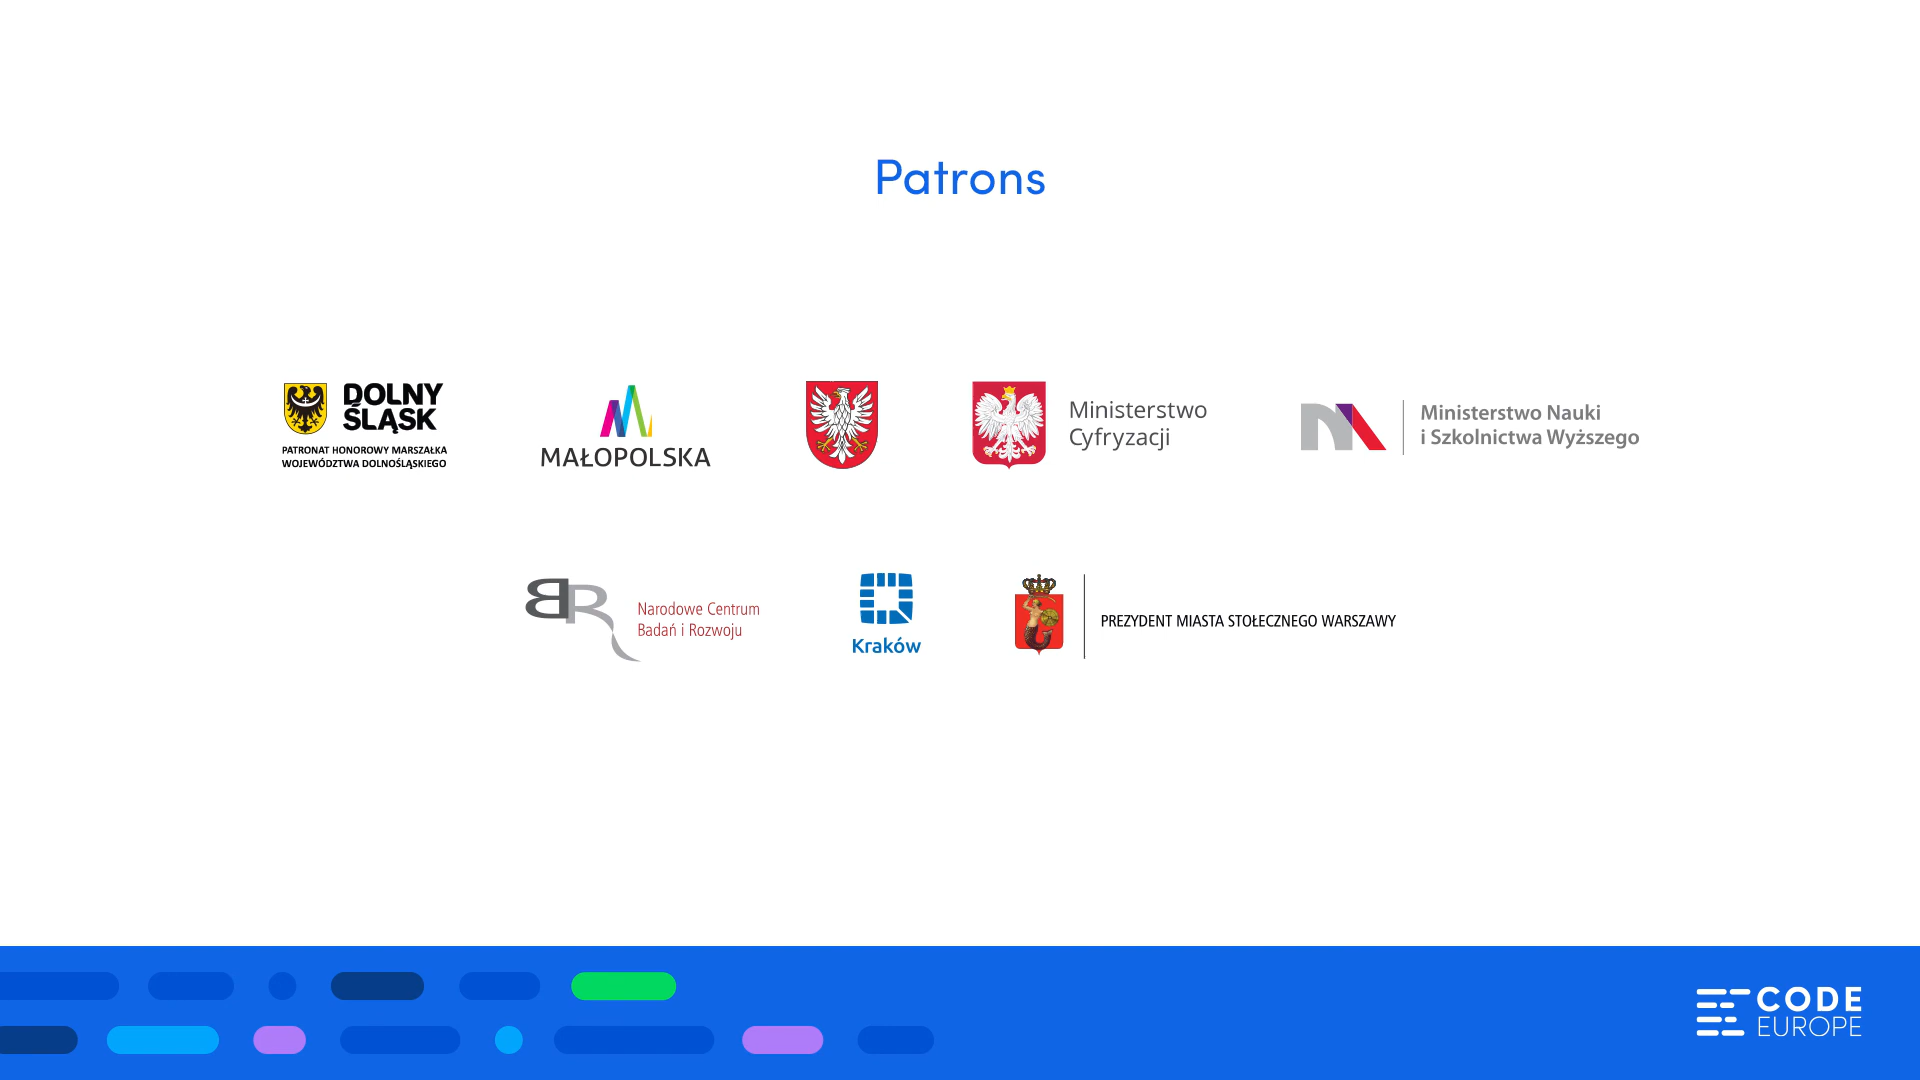 Patrons
DOLNY
ŚLĄSK
PATRONAT HONOROWY MARSZAŁKA
WOJEWÓDZTWA DOLNOŚLĄSKIEGO
MAŁOPOLSKA
Ministerstwo
Cyfryzacji
Ministerstwo Nauki
i Szkolnictwa Wyższego
Narodowe Centrum
Badań i Rozwoju
Kraków
PREZYDENT MIASTA STOŁECZNEGO WARSZAWY
CODE
EUROPE